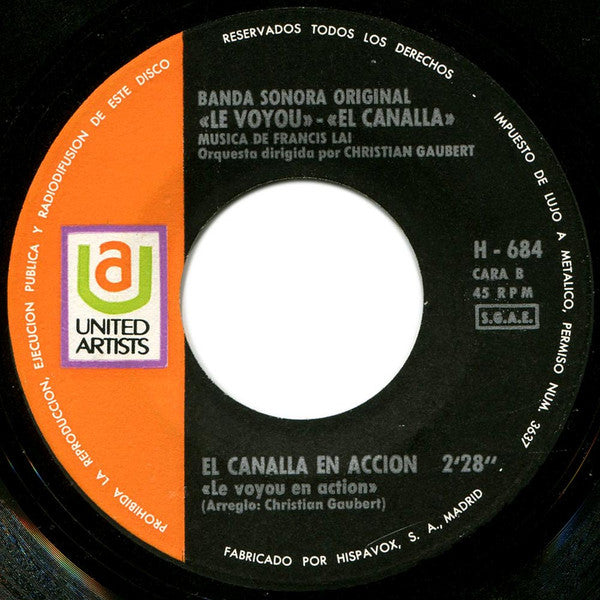 RESERVADOS TODOS LOS DERECHOS
BANDA SONORA ORIGINAL
«LE VOYOU» - «EL CANALLA»
MUSICA DE FRANCIS LAI
Orquesta dirigida por CHRISTIAN GAUBERT
H - 684
CARA B
45 RPM
S.G.A.E.
ua
UNITED
ARTISTS
EL CANALLA EN ACCION 2'28"
«Le voyou en action»
(Arreglo: Christian Gaubert)
FABRICADO POR HISPAVOX, S. A., MADRID
IMPUESTO DE LUJO A METALICO, PERMISO NUM. 3637
PROHIBIDA LA REPRODUCCION, EJECUCION PUBLICA Y RADIODIFUSION DE ESTE DISCO